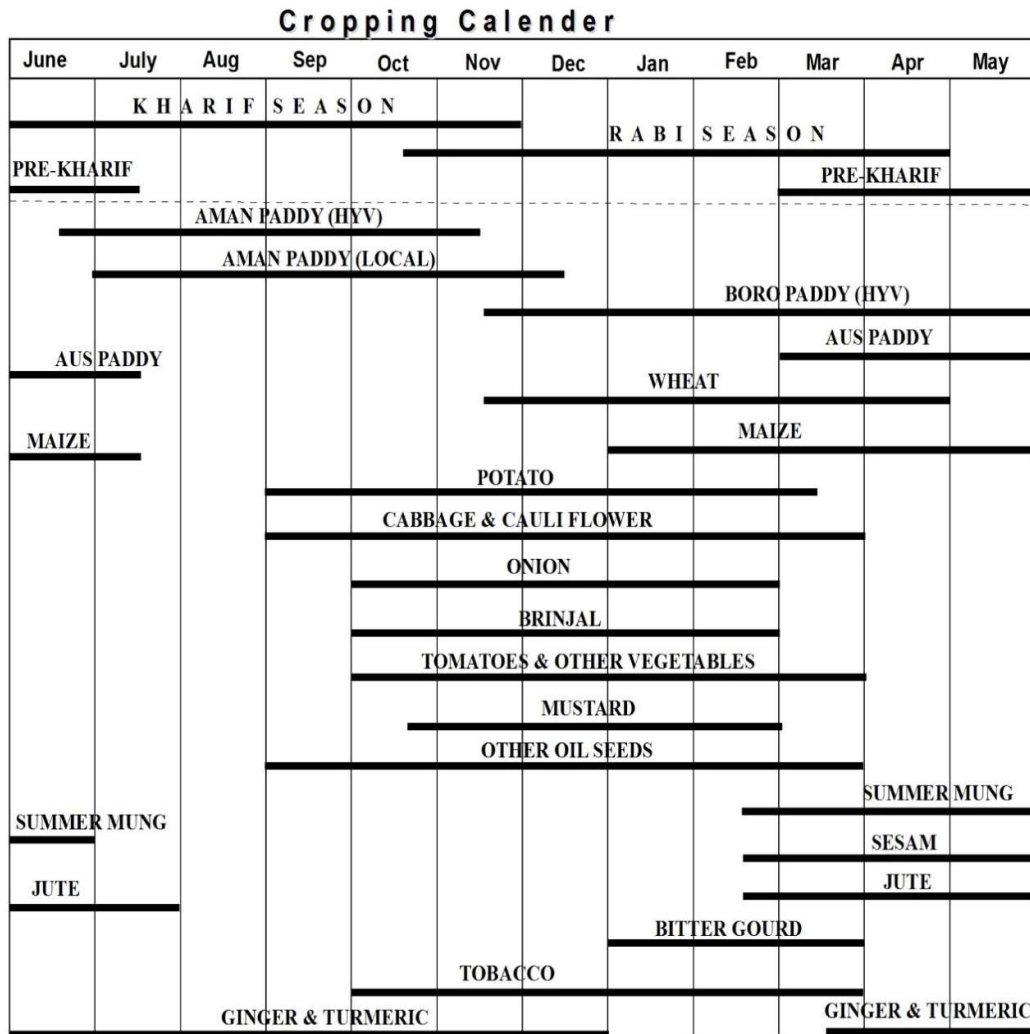 Cropping Calender
June July Aug Sep Oct Nov Dec Jan Feb Mar Apr May
KHARIF SEASON
RABI SEASON
PRE-KHARIF
PRE-KHARIF
AMAN PADDY (HYV)
AMAN PADDY (LOCAL)
BORO PADDY (HYV)
AUS PADDY
AUS PADDY
WHEAT
MAIZE
MAIZE
POTATO
CABBAGE & CAULI FLOWER
ONION
BRINJAL
TOMATOES & OTHER VEGETABLES
MUSTARD
OTHER OIL SEEDS
SUMMER MUNG
SUMMER MUNG
SESAM
JUTE
JUTE
BITTER GOURD
TOBACCO
GINGER & TURMERIC
GINGER & TURMERIC